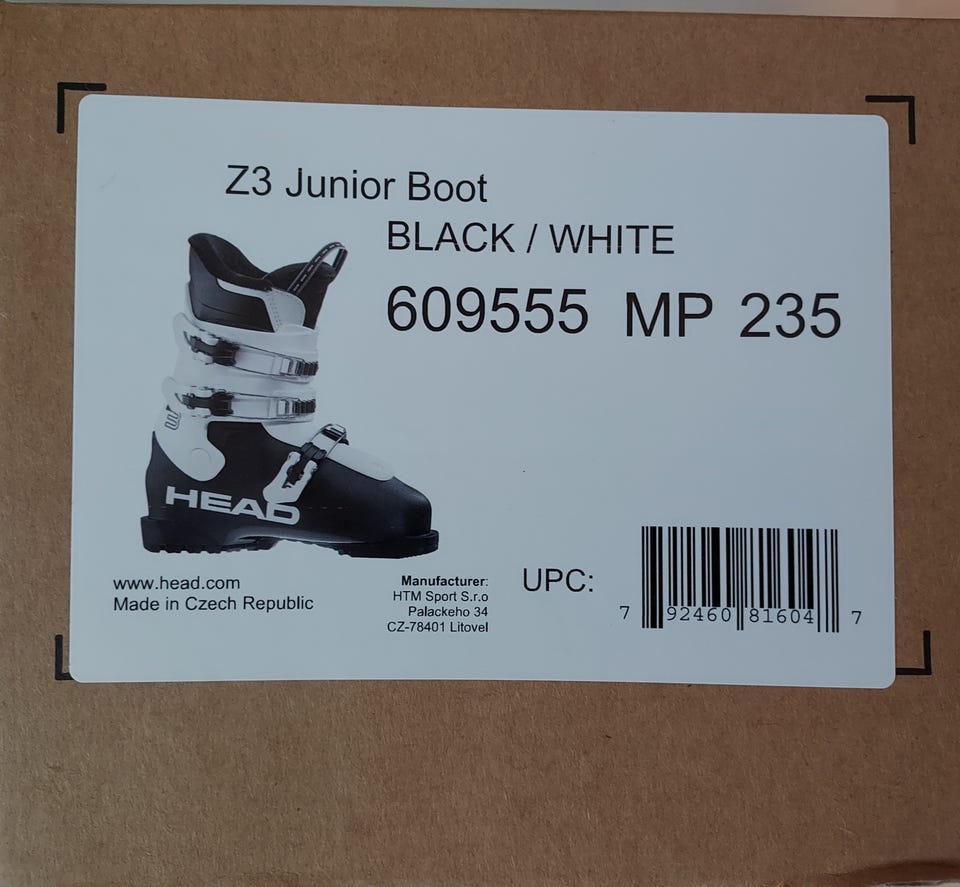 Z3 Junior Boot
BLACK / WHITE
609555 MP 235
HEAD
www.head.com
Made in Czech Republic
Manufacturer:
HTM Sport S.r.o
Palackeho 34
CZ-78401 Litovel
UPC:
7 92460 81604 7